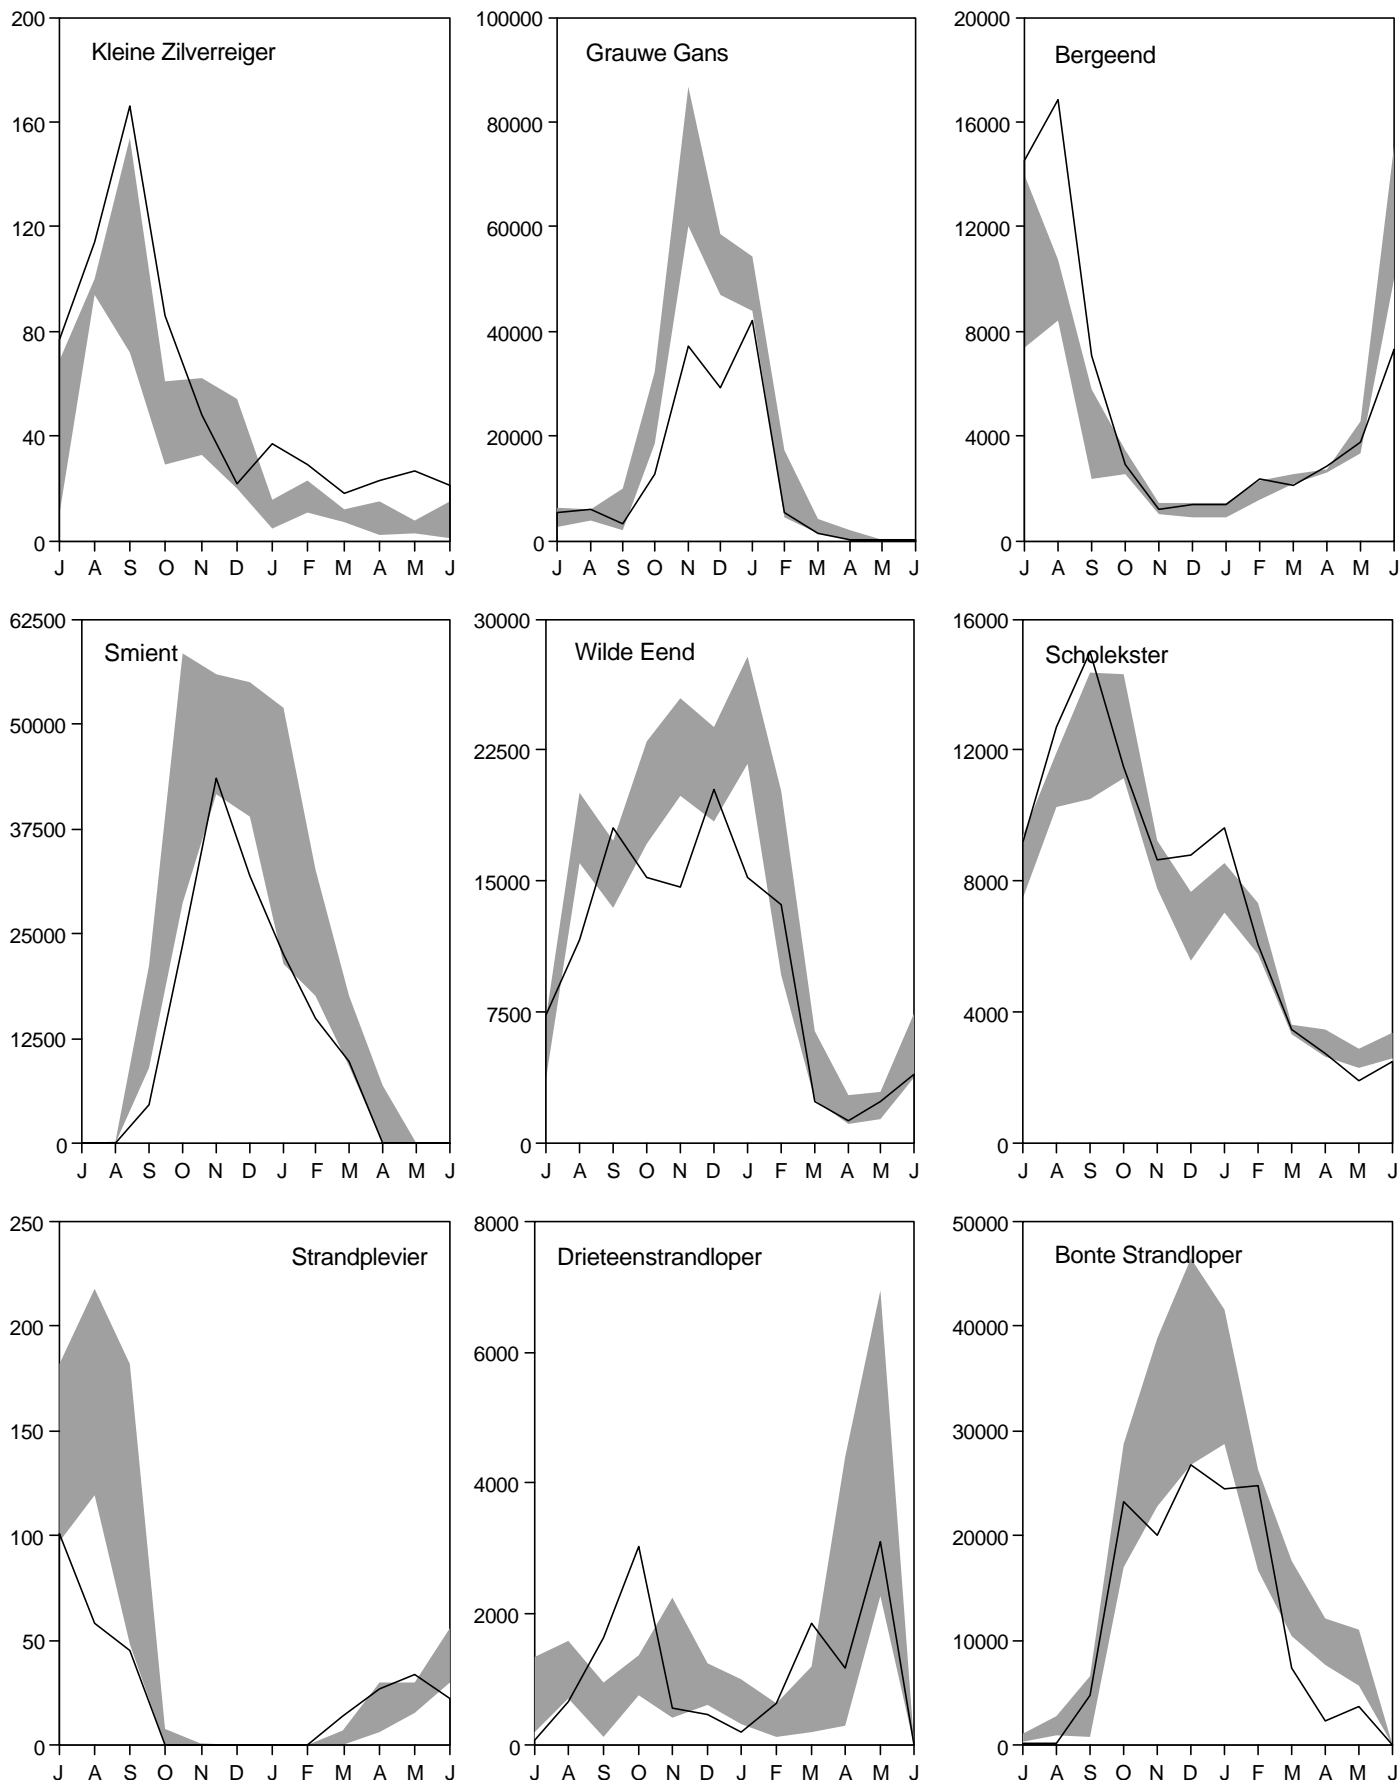 Kleine Zilverreiger
200
160
120
80
40
0
J A S O N D J F M A M J
Grauwe Gans
100000
80000
60000
40000
20000
0
J A S O N D J F M A M J
Bergeend
20000
16000
12000
8000
4000
0
J A S O N D J F M A M J
Smient
62500
50000
37500
25000
12500
0
J A S O N D J F M A M J
Wilde Eend
30000
22500
15000
7500
0
J A S O N D J F M A M J
Scholekster
16000
12000
8000
4000
0
J A S O N D J F M A M J
Strandplevier
250
200
150
100
50
0
J A S O N D J F M A M J
Drieteenstrandloper
8000
6000
4000
2000
0
J A S O N D J F M A M J
Bonte Strandloper
50000
40000
30000
20000
10000
0
J A S O N D J F M A M J